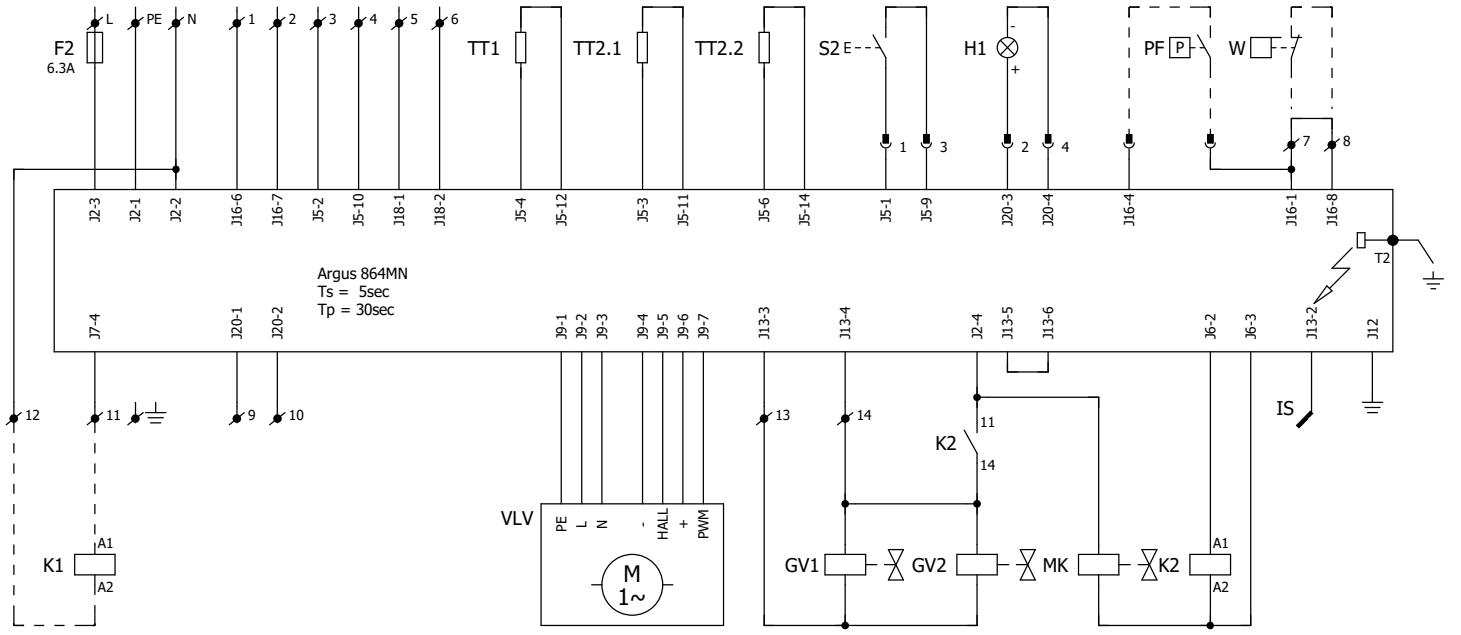 L PE N 1 2 3 4 5 6
F2 TT1 TT2.1 TT2.2 S2 E H1 - PF P W
6.3A
+
1 3 2 4 7 8
J2-3 J2-1 J2-2 J16-6 J16-7 J5-2 J5-10 J18-1 J18-2 J5-4 J5-12 J5-3 J5-11 J5-6 J5-14 J5-1 J5-9 J20-3 J20-4 J16-4 J16-1 J16-8
T2
Argus 864MN
Ts = 5sec
Tp = 30sec
J7-4 J20-1 J20-2 J9-1 J9-2 J9-3 J9-4 J9-5 J9-6 J9-7 J13-3 J13-4 J2-4 J13-5 J13-6 J6-2 J6-3 J13-2 J12
12 11 9 10 13 14 11 IS
K2
14
VLV PE L N - HALL + PWM
A1 A1
K1 M GV1 GV2 MK K2
1~
A2 A2